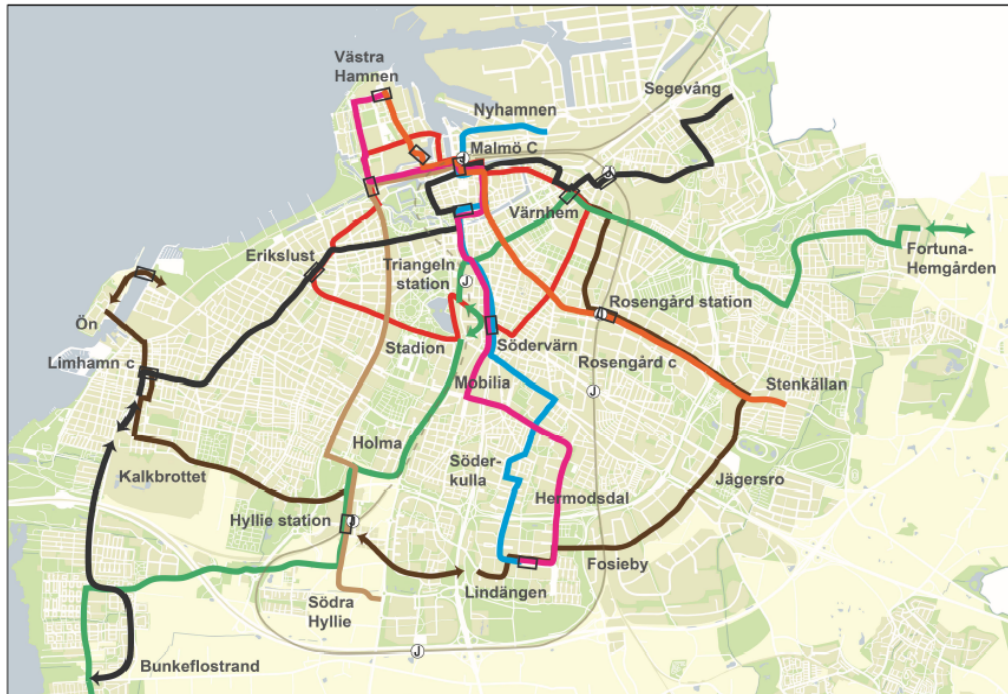 Västra
Hamnen
Segevång
Nyhamnen
J
Malmö C
J
Värnhem
Erikslust
Triangeln
station
J
Fortuna-
Hemgården
Rosengård station
J
Ön
Stadion
Södervärn
Rosengård c
Limhamn c
Mobilia
J
Stenkällan
Holma
Kalkbrottet
Söder-
kulla
Jägersro
Hermodsdal
Hyllie station
J
Fosieby
Lindängen
Södra
Hyllie
J
Bunkeflostrand